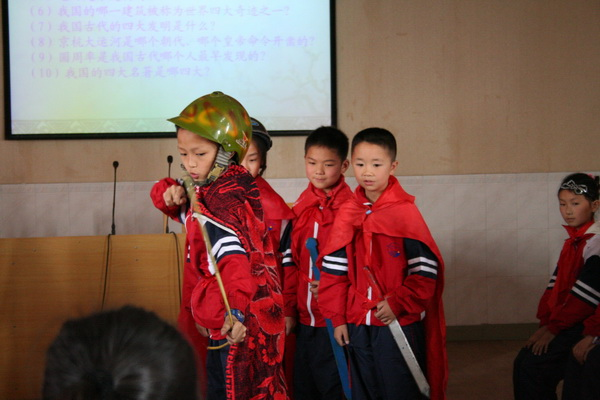 (6) 我国的哪一建筑被称为世界四大奇迹之一?
(7) 我国古代的四大发明是什么?
(8) 京杭大运河是哪个朝代、哪个皇帝命令开凿的?
(9) 圆周率是我国古代哪个人最早发现的?
(10) 我国的四大名著是哪四大?